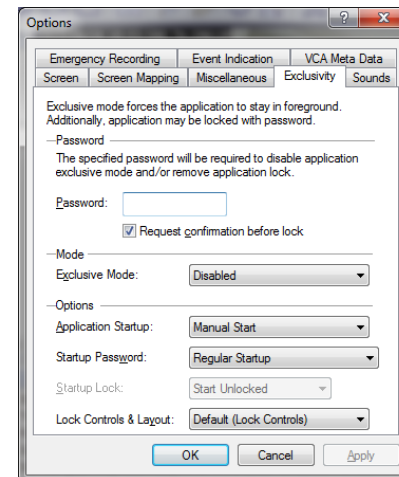 Options
?
X
Emergency Recording Event Indication VCA Meta Data
Screen Screen Mapping Miscellaneous Exclusivity Sounds
Exclusive mode forces the application to stay in foreground.
Additionally, application may be locked with password.
Password
The specified password will be required to disable application
exclusive mode and/or remove application lock.
Password:
Request confirmation before lock
Mode
Exclusive Mode: Disabled
Options
Application Startup: Manual Start
Startup Password: Regular Startup
Startup Lock: Start Unlocked
Lock Controls & Layout: Default (Lock Controls)
OK Cancel Apply